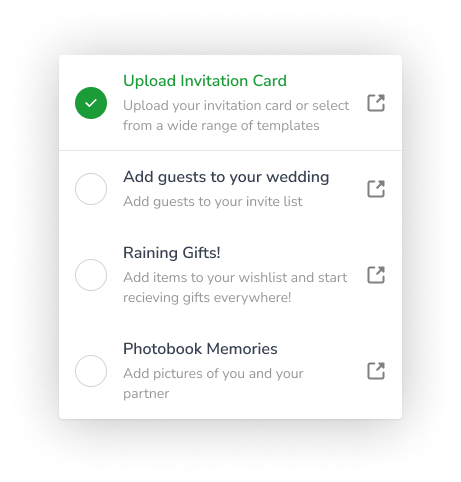 Upload Invitation Card
Upload your invitation card or select
from a wide range of templates
Add guests to your wedding
Add guests to your invite list
Raining Gifts!
Add items to your wishlist and start
recieving gifts everywhere!
Photobook Memories
Add pictures of you and your
partner